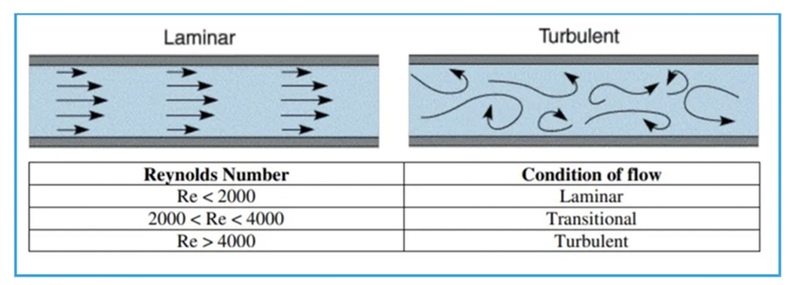 Laminar
Turbulent
Reynolds Number Condition of flow
Re < 2000 Laminar
2000 < Re < 4000 Transitional
Re > 4000 Turbulent